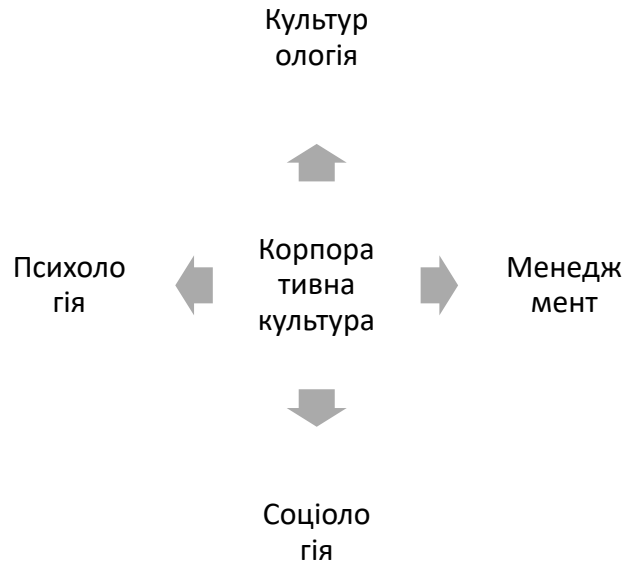 Культур
ологія
Психоло
гія
Корпора
тивна
культура
Менедж
мент
Соціоло
гія